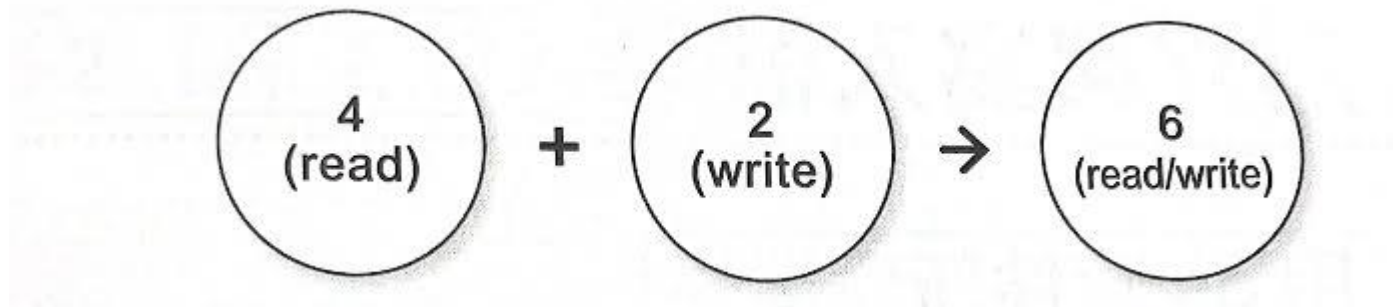 4
(read)
+
2
(write)
→
6
(read/write)